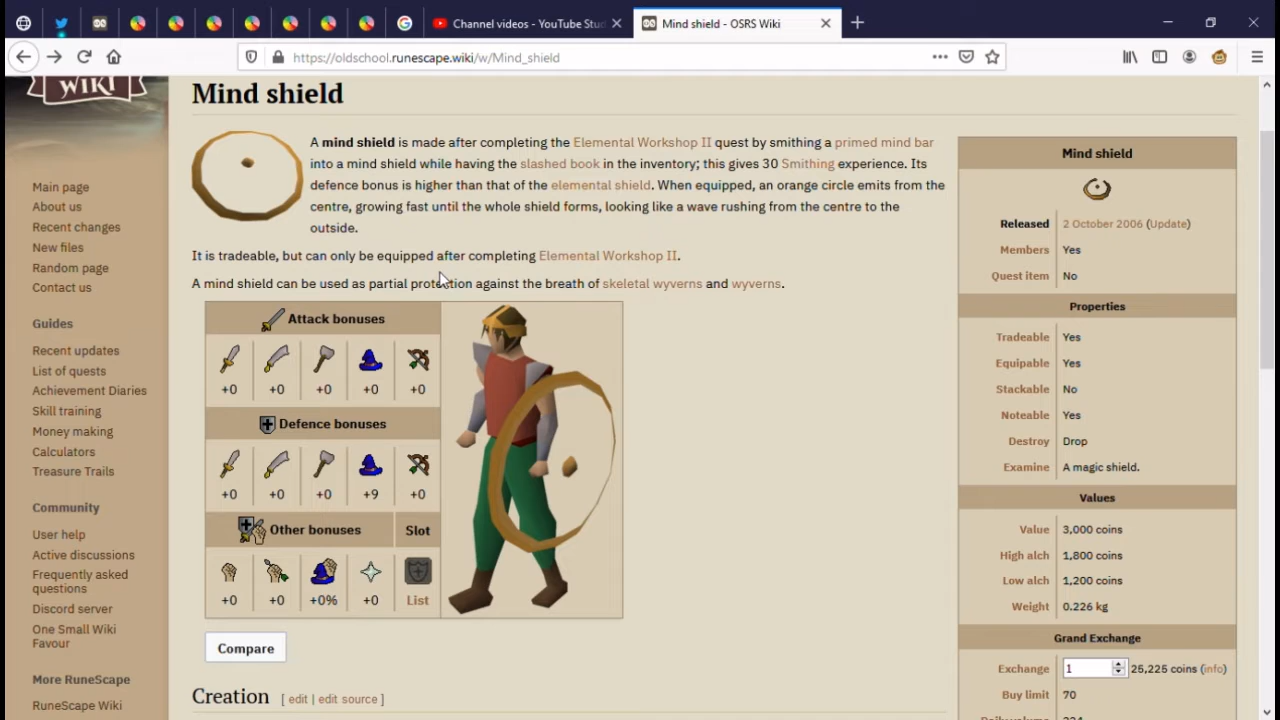 Channel videos - YouTube Stud
Mind shield - OSRS Wiki
https://oldschool.runescape.wiki/w/Mind_shield
WIKI
Main page
About us
Recent changes
New files
Random page
Contact us
Guides
Recent updates
List of quests
Achievement Diaries
Skill training
Money making
Calculators
Treasure Trails
Community
User help
Active discussions
Frequently asked
questions
Discord server
One Small Wiki
Favour
More RuneScape
RuneScape Wiki
Mind shield
A mind shield is made after completing the Elemental Workshop II quest by smithing a primed mind bar
into a mind shield while having the slashed book in the inventory; this gives 30 Smithing experience. Its
defence bonus is higher than that of the elemental shield. When equipped, an orange circle emits from the
centre, growing fast until the whole shield forms, looking like a wave rushing from the centre to the
outside.
It is tradeable, but can only be equipped after completing Elemental Workshop II.
A mind shield can be used as partial protection against the breath of skeletal wyverns and wyverns.
Attack bonuses
+0 +0 +0 +0 +0
Defence bonuses
+0 +0 +0 +9 +0
Other bonuses Slot
+0 +0 +0% +0 List
Compare
Creation [ edit | edit source ]
Mind shield
Released 2 October 2006 (Update)
Members Yes
Quest item No
Properties
Tradeable Yes
Equipable Yes
Stackable No
Noteable Yes
Destroy Drop
Examine A magic shield.
Values
Value 3,000 coins
High alch 1,800 coins
Low alch 1,200 coins
Weight 0.226 kg
Grand Exchange
Exchange 1 25,225 coins (info)
Buy limit 70